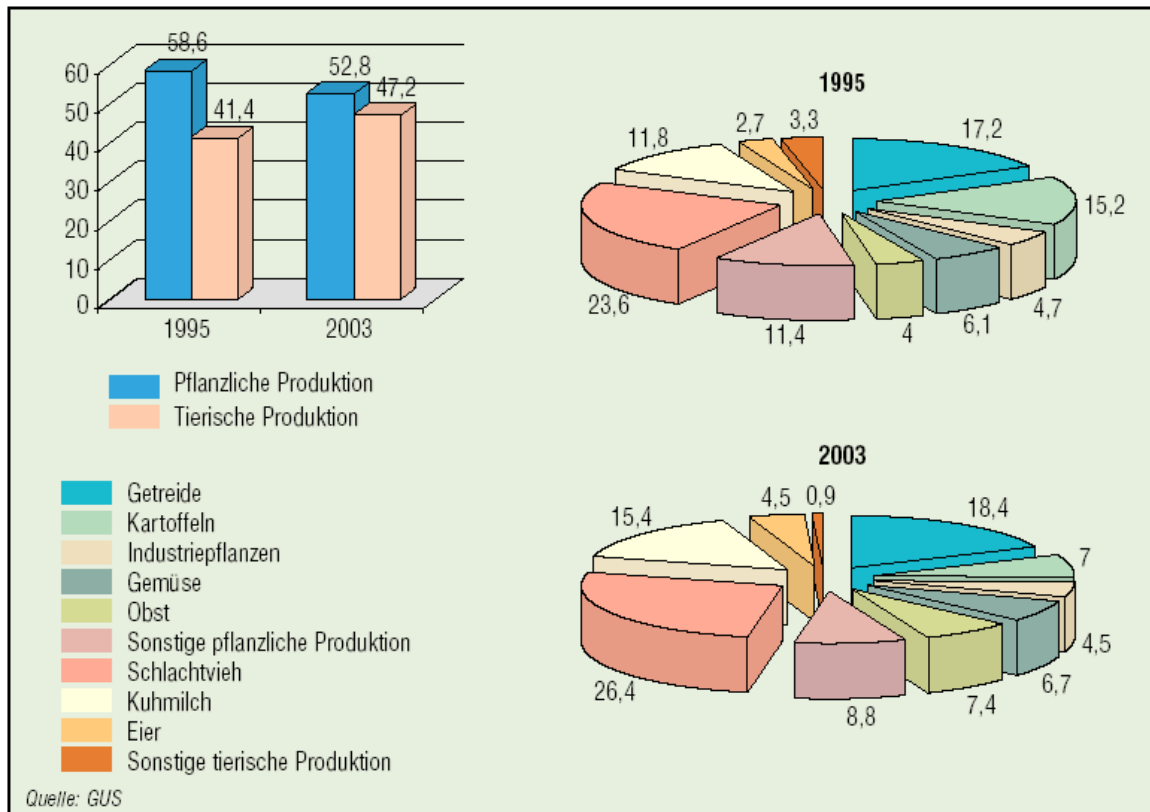 58,6
52,8
47,2
41,4
60
50
40
30
20
10
0
1995
2003
Pflanzliche Produktion
Tierische Produktion
1995
17,2
15,2
4,7
6,1
4
11,4
23,6
11,8
2,7
3,3
2003
18,4
7
4,5
6,7
7,4
8,8
26,4
15,4
4,5
0,9
Getreide
Kartoffeln
Industriepflanzen
Gemüse
Obst
Sonstige pflanzliche Produktion
Schlachtvieh
Kuhmilch
Eier
Sonstige tierische Produktion
Quelle: GUS